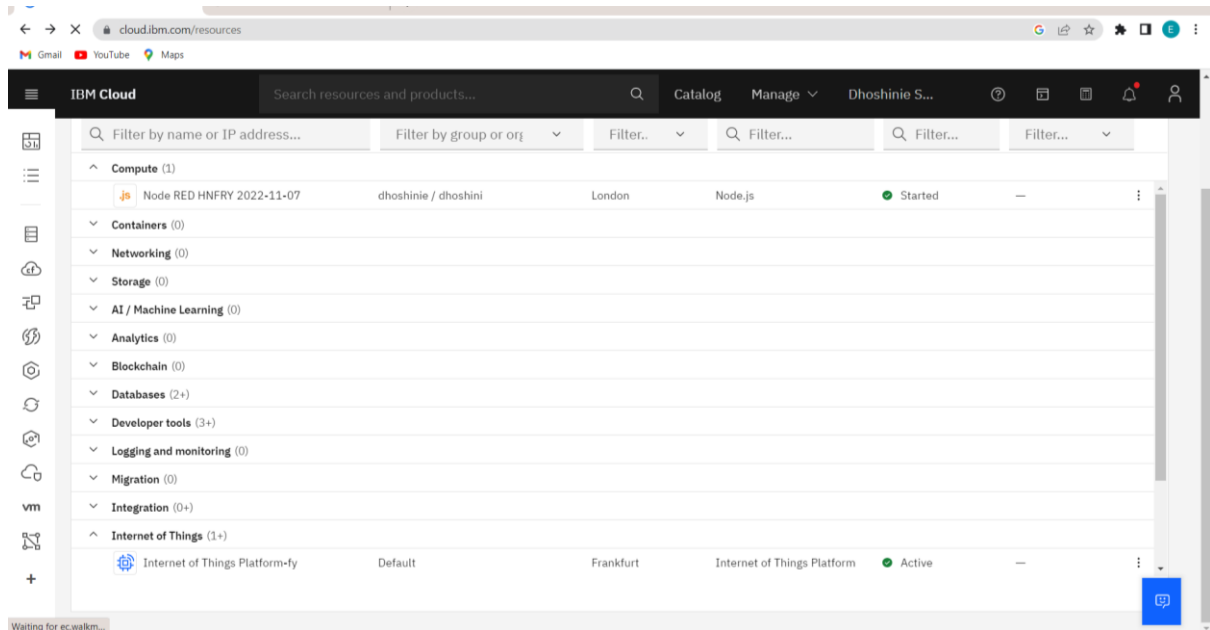 cloud.ibm.com/resources
G
E
Gmail YouTube Maps
IBM Cloud Search resources and products... Catalog Manage Dhoshinie S...
Filter by name or IP address... Filter by group or org Filter.. Filter... Filter... Filter...
Compute (1)
.js Node RED HNFRY 2022-11-07 dhoshinie / dhoshini London Node.js Started —
Containers (0)
Networking (0)
Storage (0)
cf
AI / Machine Learning (0)
Analytics (0)
Blockchain (0)
Databases (2+)
Developer tools (3+)
Logging and monitoring (0)
Migration (0)
vm
Integration (0+)
Internet of Things (1+)
Internet of Things Platform-fy Default Frankfurt Internet of Things Platform Active —
Waiting for ec.walkm...